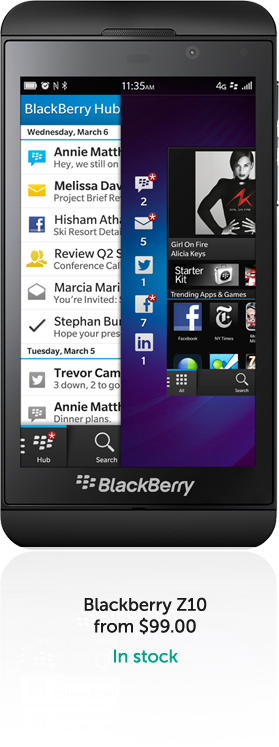 11:35AM
4G
BlackBerry Hub
Wednesday, March 6
Annie Matth
Hey, we still on
Melissa Dav
Project Brief Re
Hisham Atha
Ski Resort Detai
Review Q2 S
Conference Cal
Marcia Mari
You're Invited: S
Stephan Bur
Hope your pres
Tuesday, March 5
Trevor Cam
3 down, 2 to go
Annie Matth
Dinner plans.
Hub
Search
2
5
1
7
1
Girl On Fire
Alicia Keys
Starter
Kit
Trending Apps & Games
Facebook
NY Times
All
Search
BlackBerry
Blackberry Z10
from $99.00
In stock